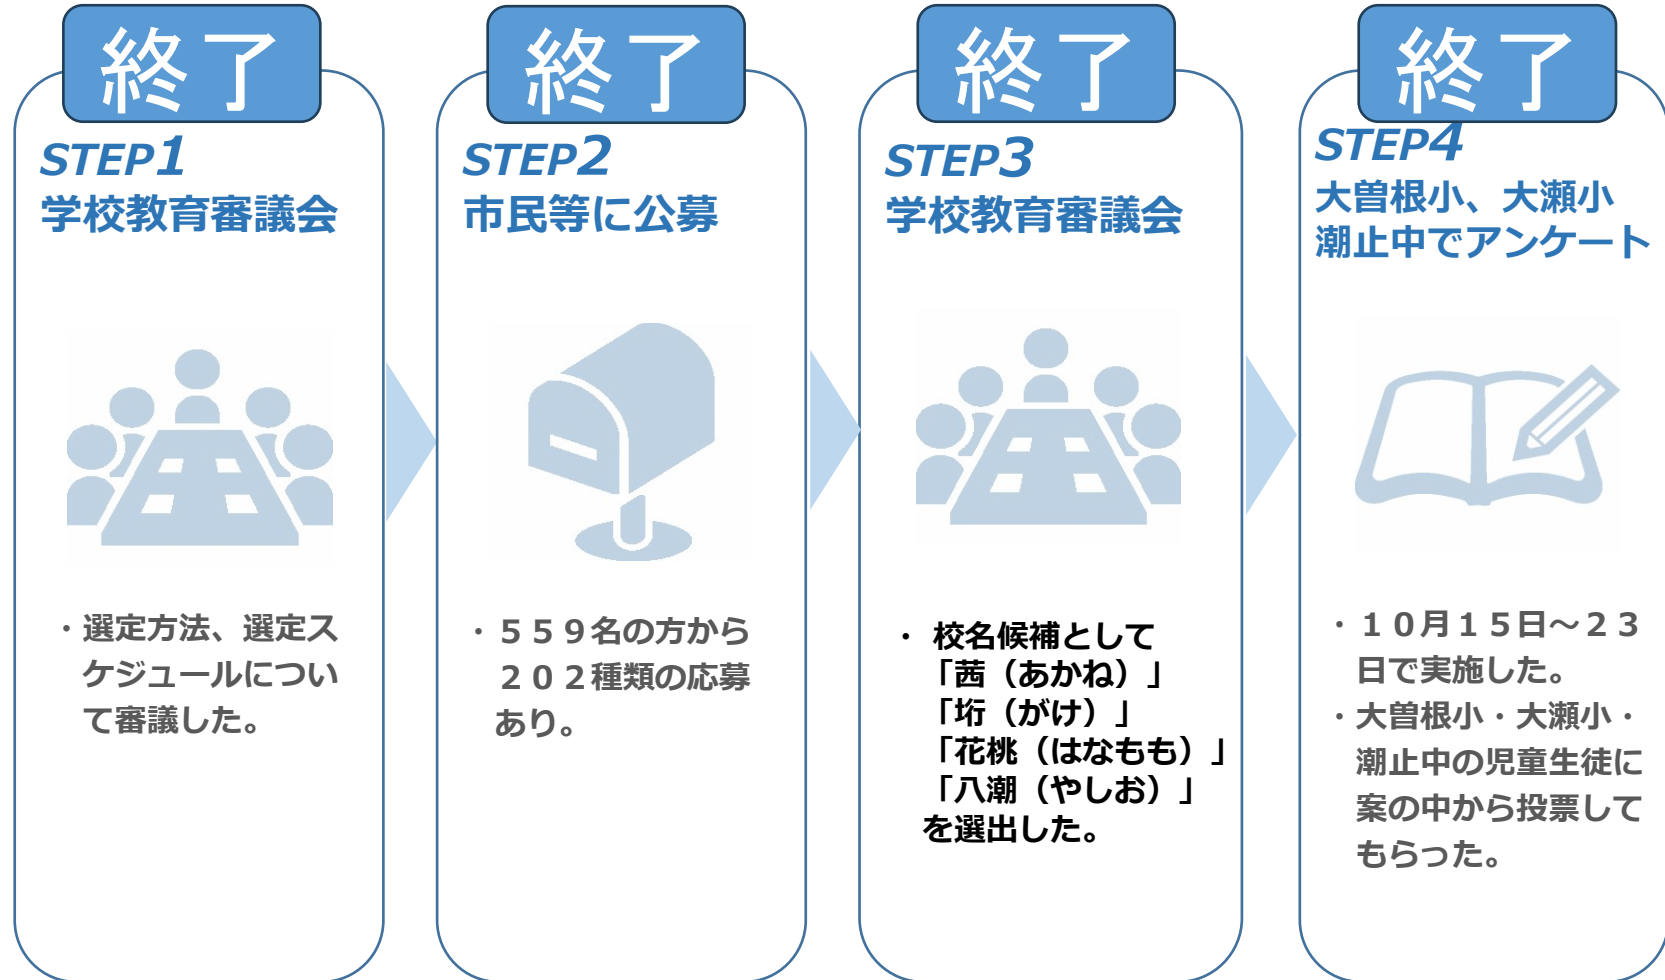 終了
STEP1
学校教育審議会
・選定方法、選定ス
ケジュールについ
て審議した。
終了
STEP2
市民等に公募
・５５９名の方から
２０２種類の応募
あり。
終了
STEP3
学校教育審議会
・ 校名候補として
「茜（あかね）」
「垳（がけ）」
「花桃（はなもも）」
「八潮（やしお）」
を選出した。
終了
STEP4
大曽根小、大瀬小
潮止中でアンケート
・１０月１５日～２３
日で実施した。
・大曽根小・大瀬小・
潮止中の児童生徒に
案の中から投票して
もらった。